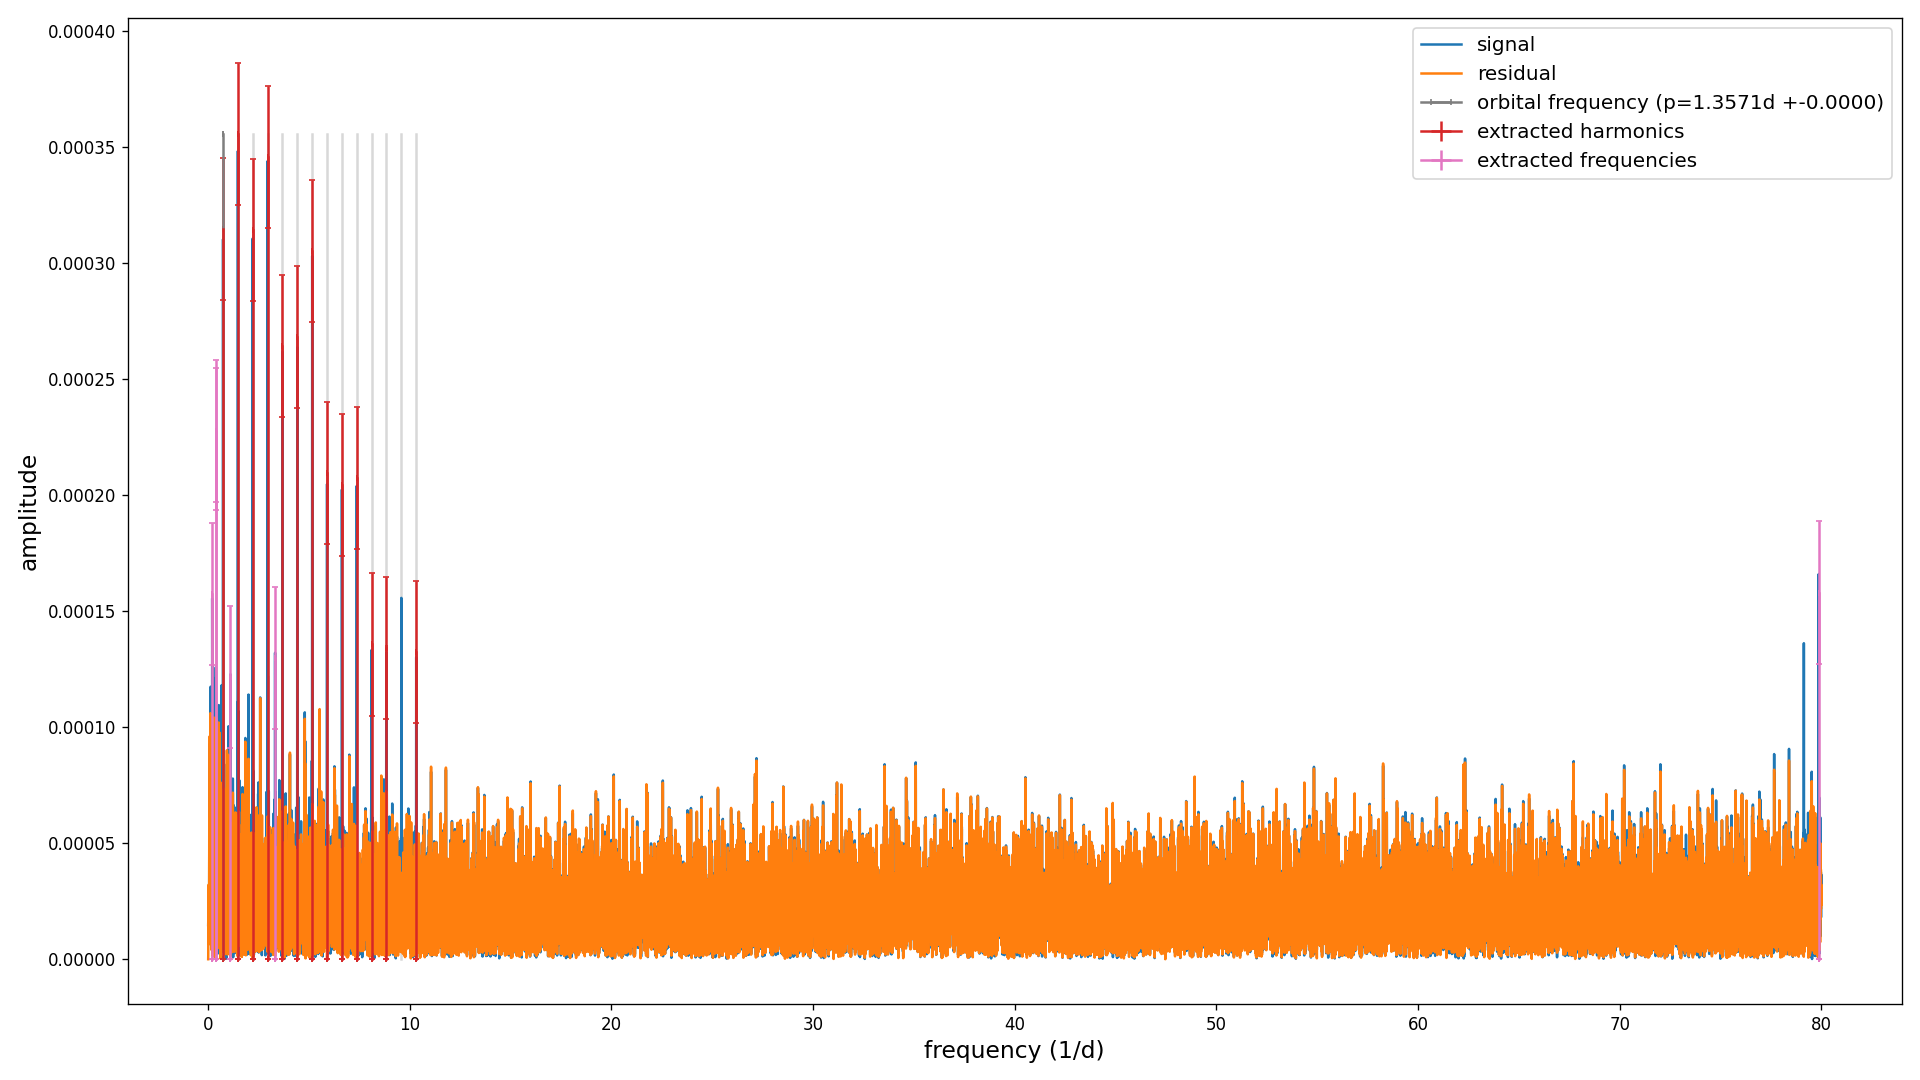 0.00040
0.00035
0.00030
0.00025
0.00020
0.00015
0.00010
0.00005
0.00000
amplitude
0 10 20 30 40 50 60 70 80
frequency (1/d)
signal
residual
orbital frequency (p=1.3571d +-0.0000)
extracted harmonics
extracted frequencies